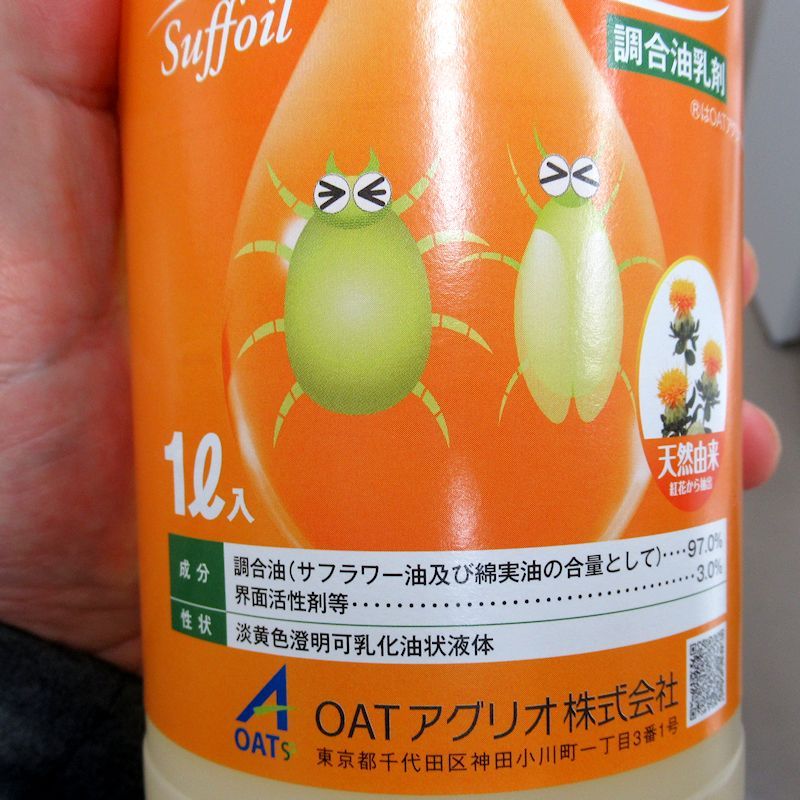 Suffoil
調合油乳剤
®はOATア
天然由来
紅花から抽出
1ℓ入
成分 調合油(サフラワー油及び綿実油の合量として)‥‥97.0%
界面活性剤等‥‥‥‥‥‥‥‥‥‥‥‥‥‥‥‥‥3.0%
性状 淡黄色澄明可乳化油状液体
OATs
OATアグリオ株式会社
東京都千代田区神田小川町一丁目3番1号